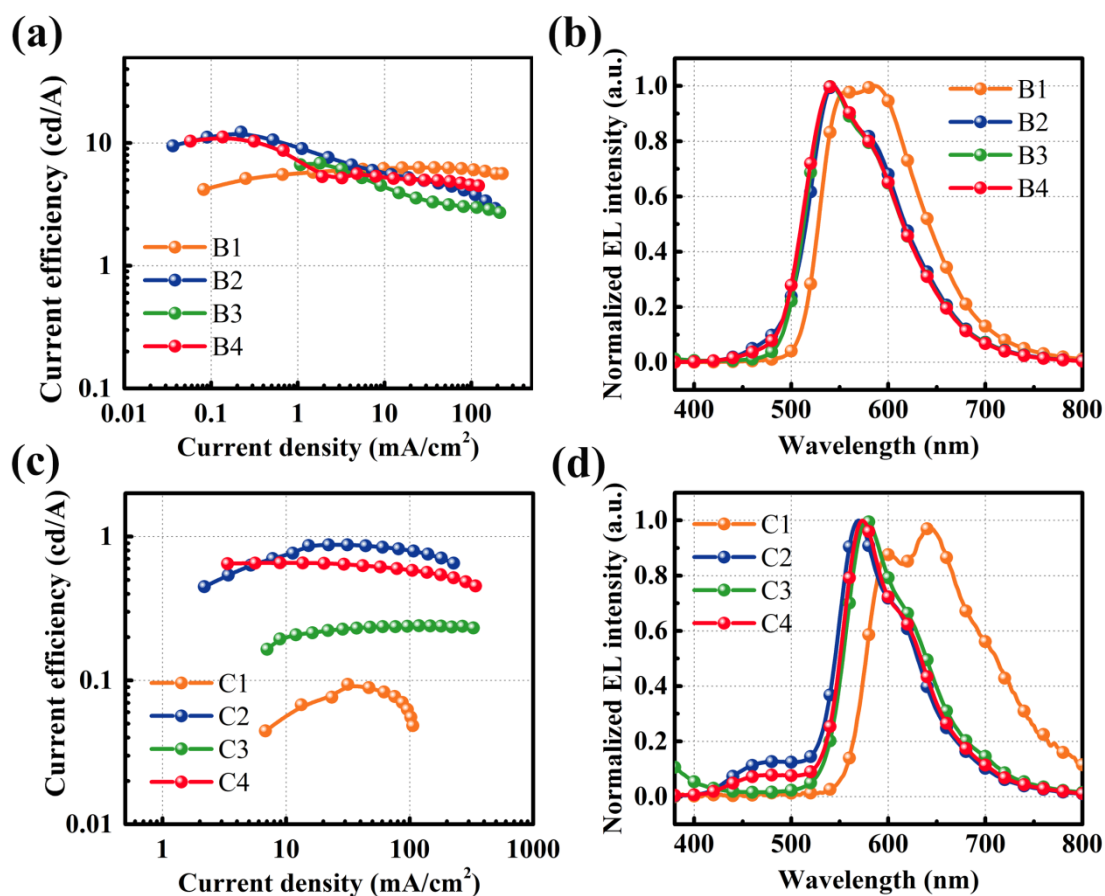 (a)
Current efficiency (cd/A)
10
1
0.1
B1
B2
B3
B4
0.01 0.1 1 10 100
Current density (mA/cm²)
(b)
Normalized EL intensity (a.u.)
1.0
0.8
0.6
0.4
0.2
0.0
B1
B2
B3
B4
400 500 600 700 800
Wavelength (nm)
(c)
Current efficiency (cd/A)
1
0.1
0.01
C1
C2
C3
C4
1 10 100 1000
Current density (mA/cm²)
(d)
Normalized EL intensity (a.u.)
1.0
0.8
0.6
0.4
0.2
0.0
C1
C2
C3
C4
400 500 600 700 800
Wavelength (nm)